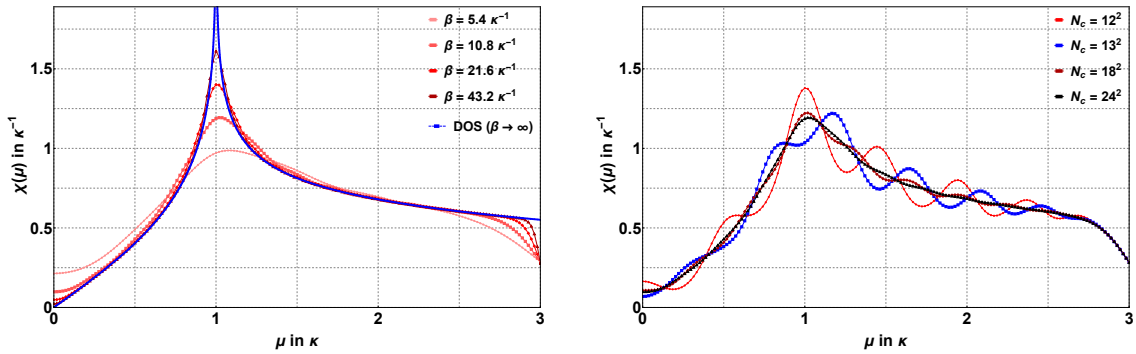 χ(μ) in κ⁻¹
1.5
1
0.5
0
0
1
2
3
μ in κ
β = 5.4 κ⁻¹
β = 10.8 κ⁻¹
β = 21.6 κ⁻¹
β = 43.2 κ⁻¹
DOS (β → ∞)
χ(μ) in κ⁻¹
1.5
1
0.5
0
0
1
2
3
μ in κ
N_c = 12²
N_c = 13²
N_c = 18²
N_c = 24²